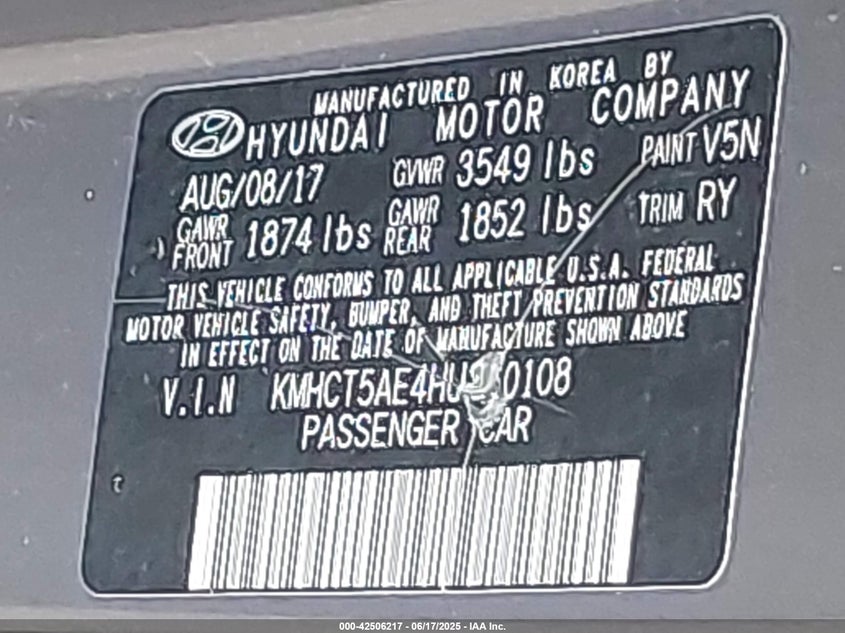 MANUFACTURED IN KOREA BY
HYUNDAI MOTOR COMPANY
AUG/08/17 GVWR 3549 lbs PAINT V5N
GAWR FRONT 1874 lbs GAWR REAR 1852 lbs TRIM RY
THIS VEHICLE CONFORMS TO ALL APPLICABLE U.S.A. FEDERAL
MOTOR VEHICLE SAFETY, BUMPER, AND THEFT PREVENTION STANDARDS
IN EFFECT ON THE DATE OF MANUFACTURE SHOWN ABOVE
V.I.N
PASSENGER CAR
000-42506217 - 06/17/2025 - IAA Inc.